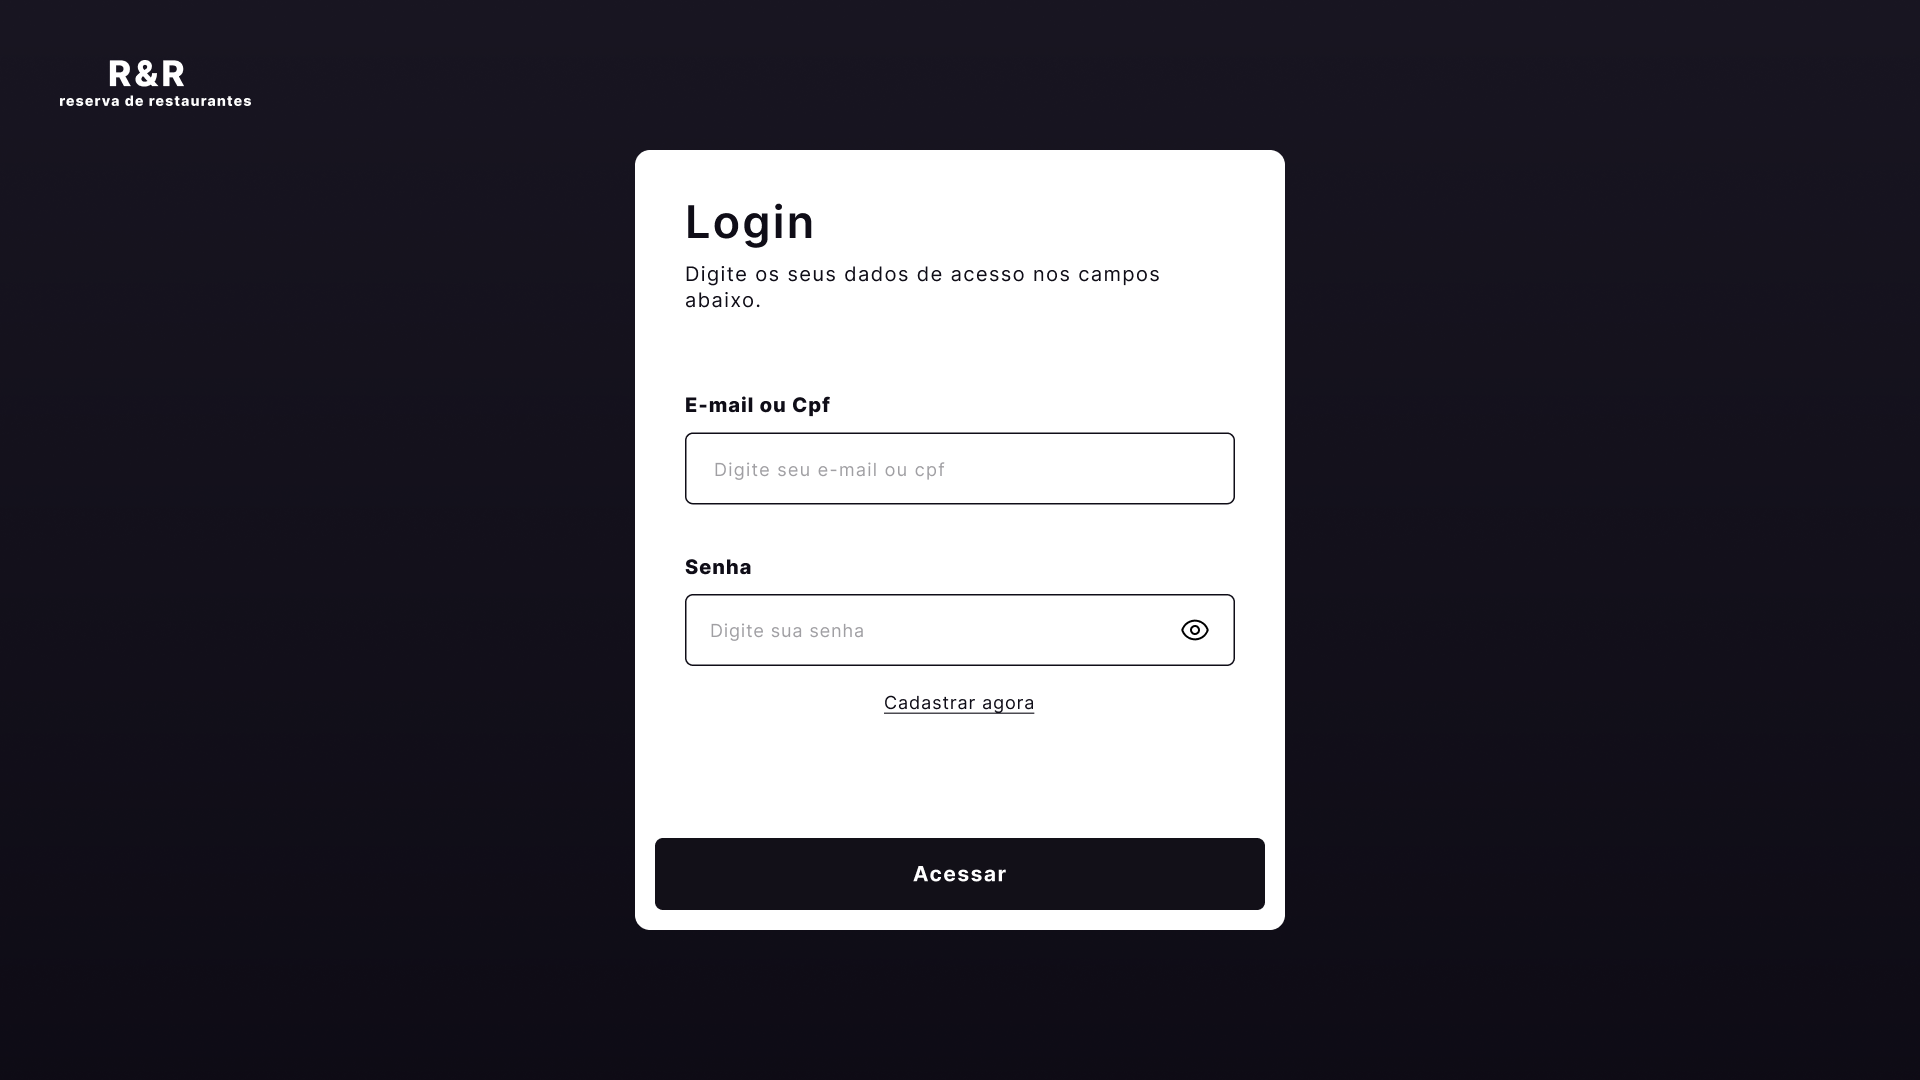 R&R
reserva de restaurantes
Login
Digite os seus dados de acesso nos campos
abaixo.
E-mail ou Cpf
Digite seu e-mail ou cpf
Senha
Digite sua senha
Cadastrar agora
Acessar